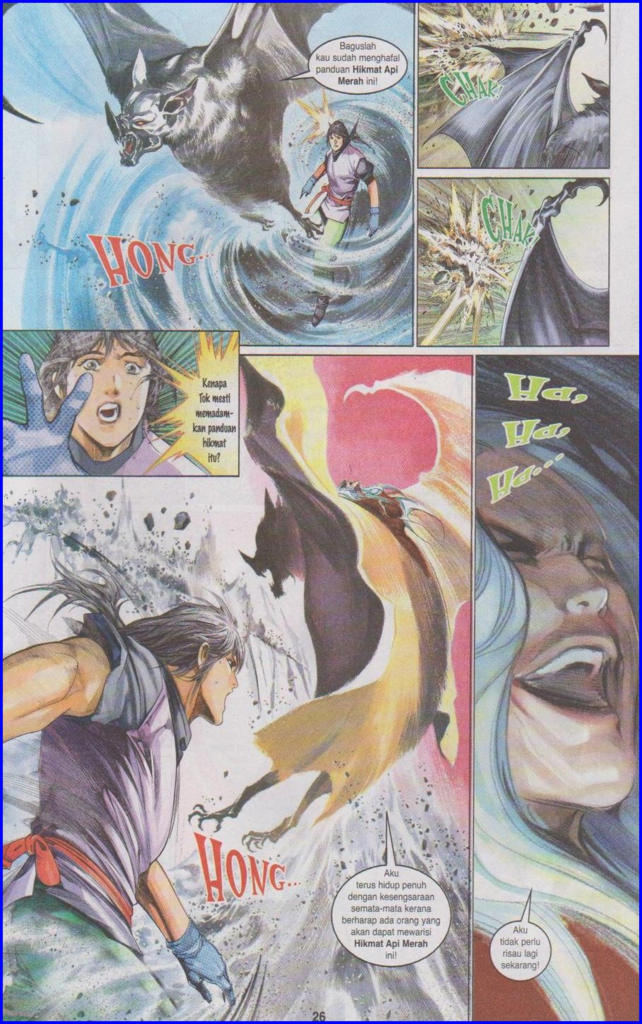 Baguslah
kau sudah menghafal
panduan Hikmat Api
Merah ini!
HONG...
CHAK
CHAK
Kenapa
Tok mesti
memadam-
kan panduan
hikmat
itu?
Ha,
Ha,
Ha...
HONG...
Aku
terus hidup penuh
dengan kesengsaraan
semata-mata kerana
berharap ada orang yang
akan dapat mewarisi
Hikmat Api Merah
ini!
Aku
tidak perlu
risau lagi
sekarang!
26